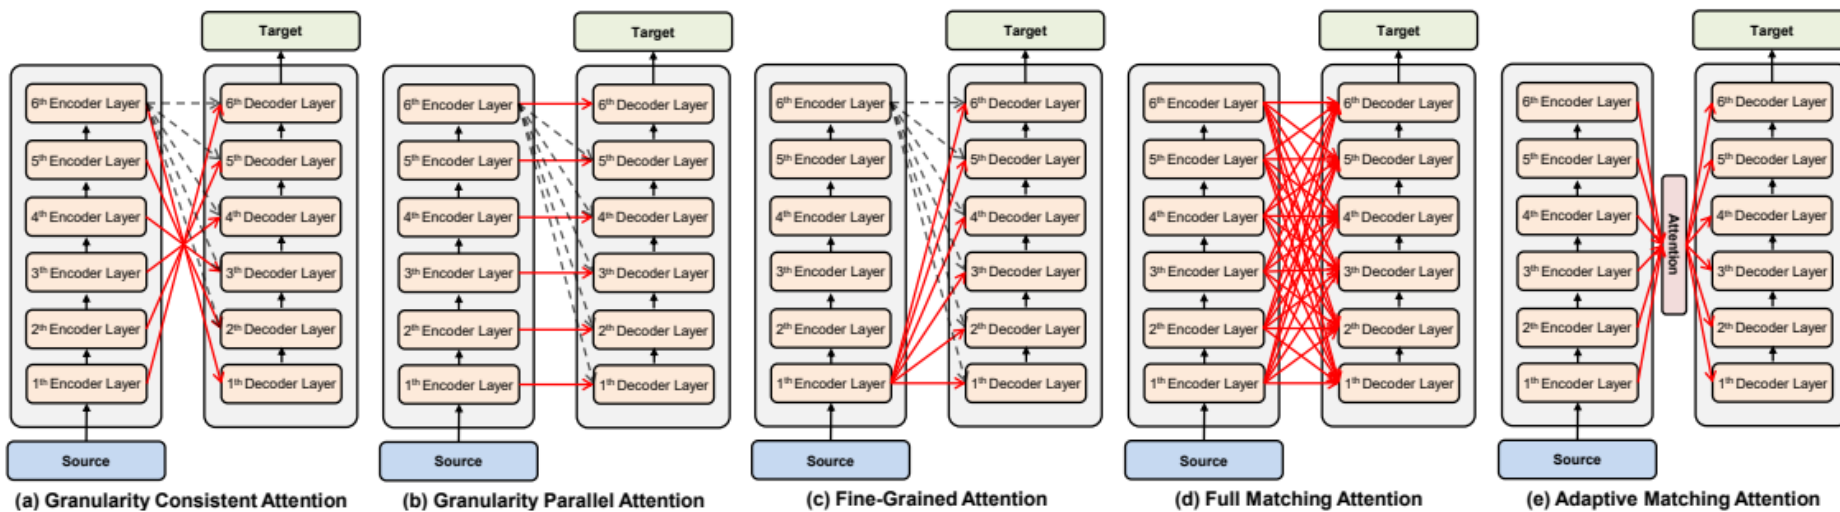 Target
6th Encoder Layer
5th Encoder Layer
4th Encoder Layer
3th Encoder Layer
2th Encoder Layer
1th Encoder Layer
6th Decoder Layer
5th Decoder Layer
4th Decoder Layer
3th Decoder Layer
2th Decoder Layer
1th Decoder Layer
Source
(a) Granularity Consistent Attention
Target
6th Encoder Layer
5th Encoder Layer
4th Encoder Layer
3th Encoder Layer
2th Encoder Layer
1th Encoder Layer
6th Decoder Layer
5th Decoder Layer
4th Decoder Layer
3th Decoder Layer
2th Decoder Layer
1th Decoder Layer
Source
(b) Granularity Parallel Attention
Target
6th Encoder Layer
5th Encoder Layer
4th Encoder Layer
3th Encoder Layer
2th Encoder Layer
1th Encoder Layer
6th Decoder Layer
5th Decoder Layer
4th Decoder Layer
3th Decoder Layer
2th Decoder Layer
1th Decoder Layer
Source
(c) Fine-Grained Attention
Target
6th Encoder Layer
5th Encoder Layer
4th Encoder Layer
3th Encoder Layer
2th Encoder Layer
1th Encoder Layer
6th Decoder Layer
5th Decoder Layer
4th Decoder Layer
3th Decoder Layer
2th Decoder Layer
1th Decoder Layer
Source
(d) Full Matching Attention
Target
6th Encoder Layer
5th Encoder Layer
4th Encoder Layer
3th Encoder Layer
2th Encoder Layer
1th Encoder Layer
Attention
6th Decoder Layer
5th Decoder Layer
4th Decoder Layer
3th Decoder Layer
2th Decoder Layer
1th Decoder Layer
Source
(e) Adaptive Matching Attention